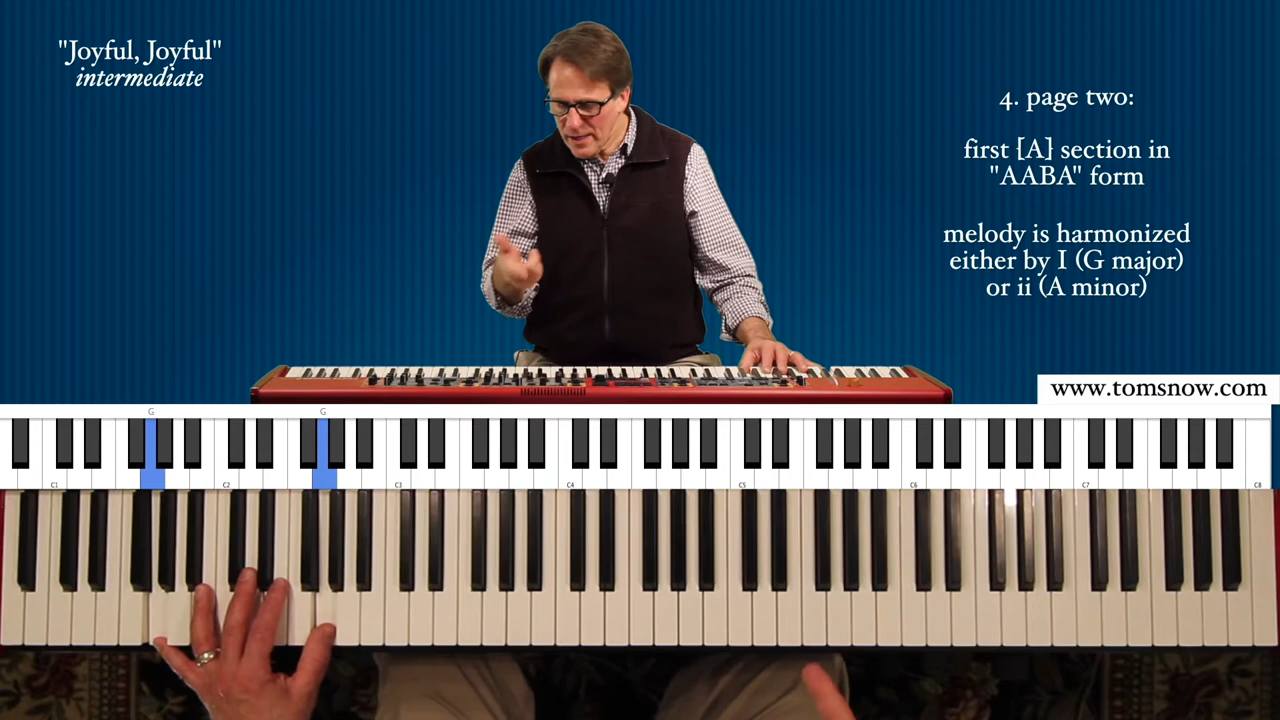 "Joyful, Joyful"
intermediate
4. page two:
first [A] section in
"AABA" form
melody is harmonized
either by I (G major)
or ii (A minor)
www.tomsnow.com
G G
C1 C2 C3 C4 C5 C6 C7 C8